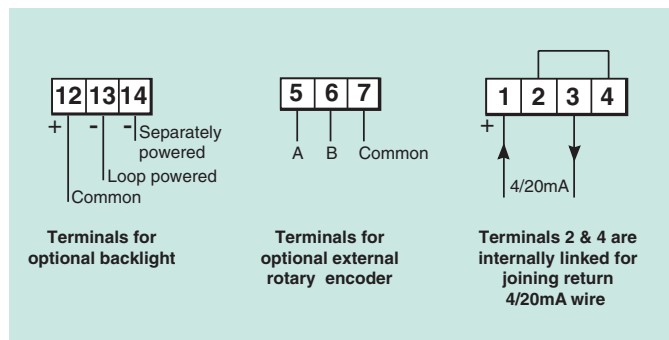 12 13 14
+ - -
Separately
powered
Loop powered
Common
Terminals for
optional backlight
5 6 7
A B Common
Terminals for
optional external
rotary encoder
1 2 3 4
+
4/20mA
Terminals 2 & 4 are
internally linked for
joining return
4/20mA wire